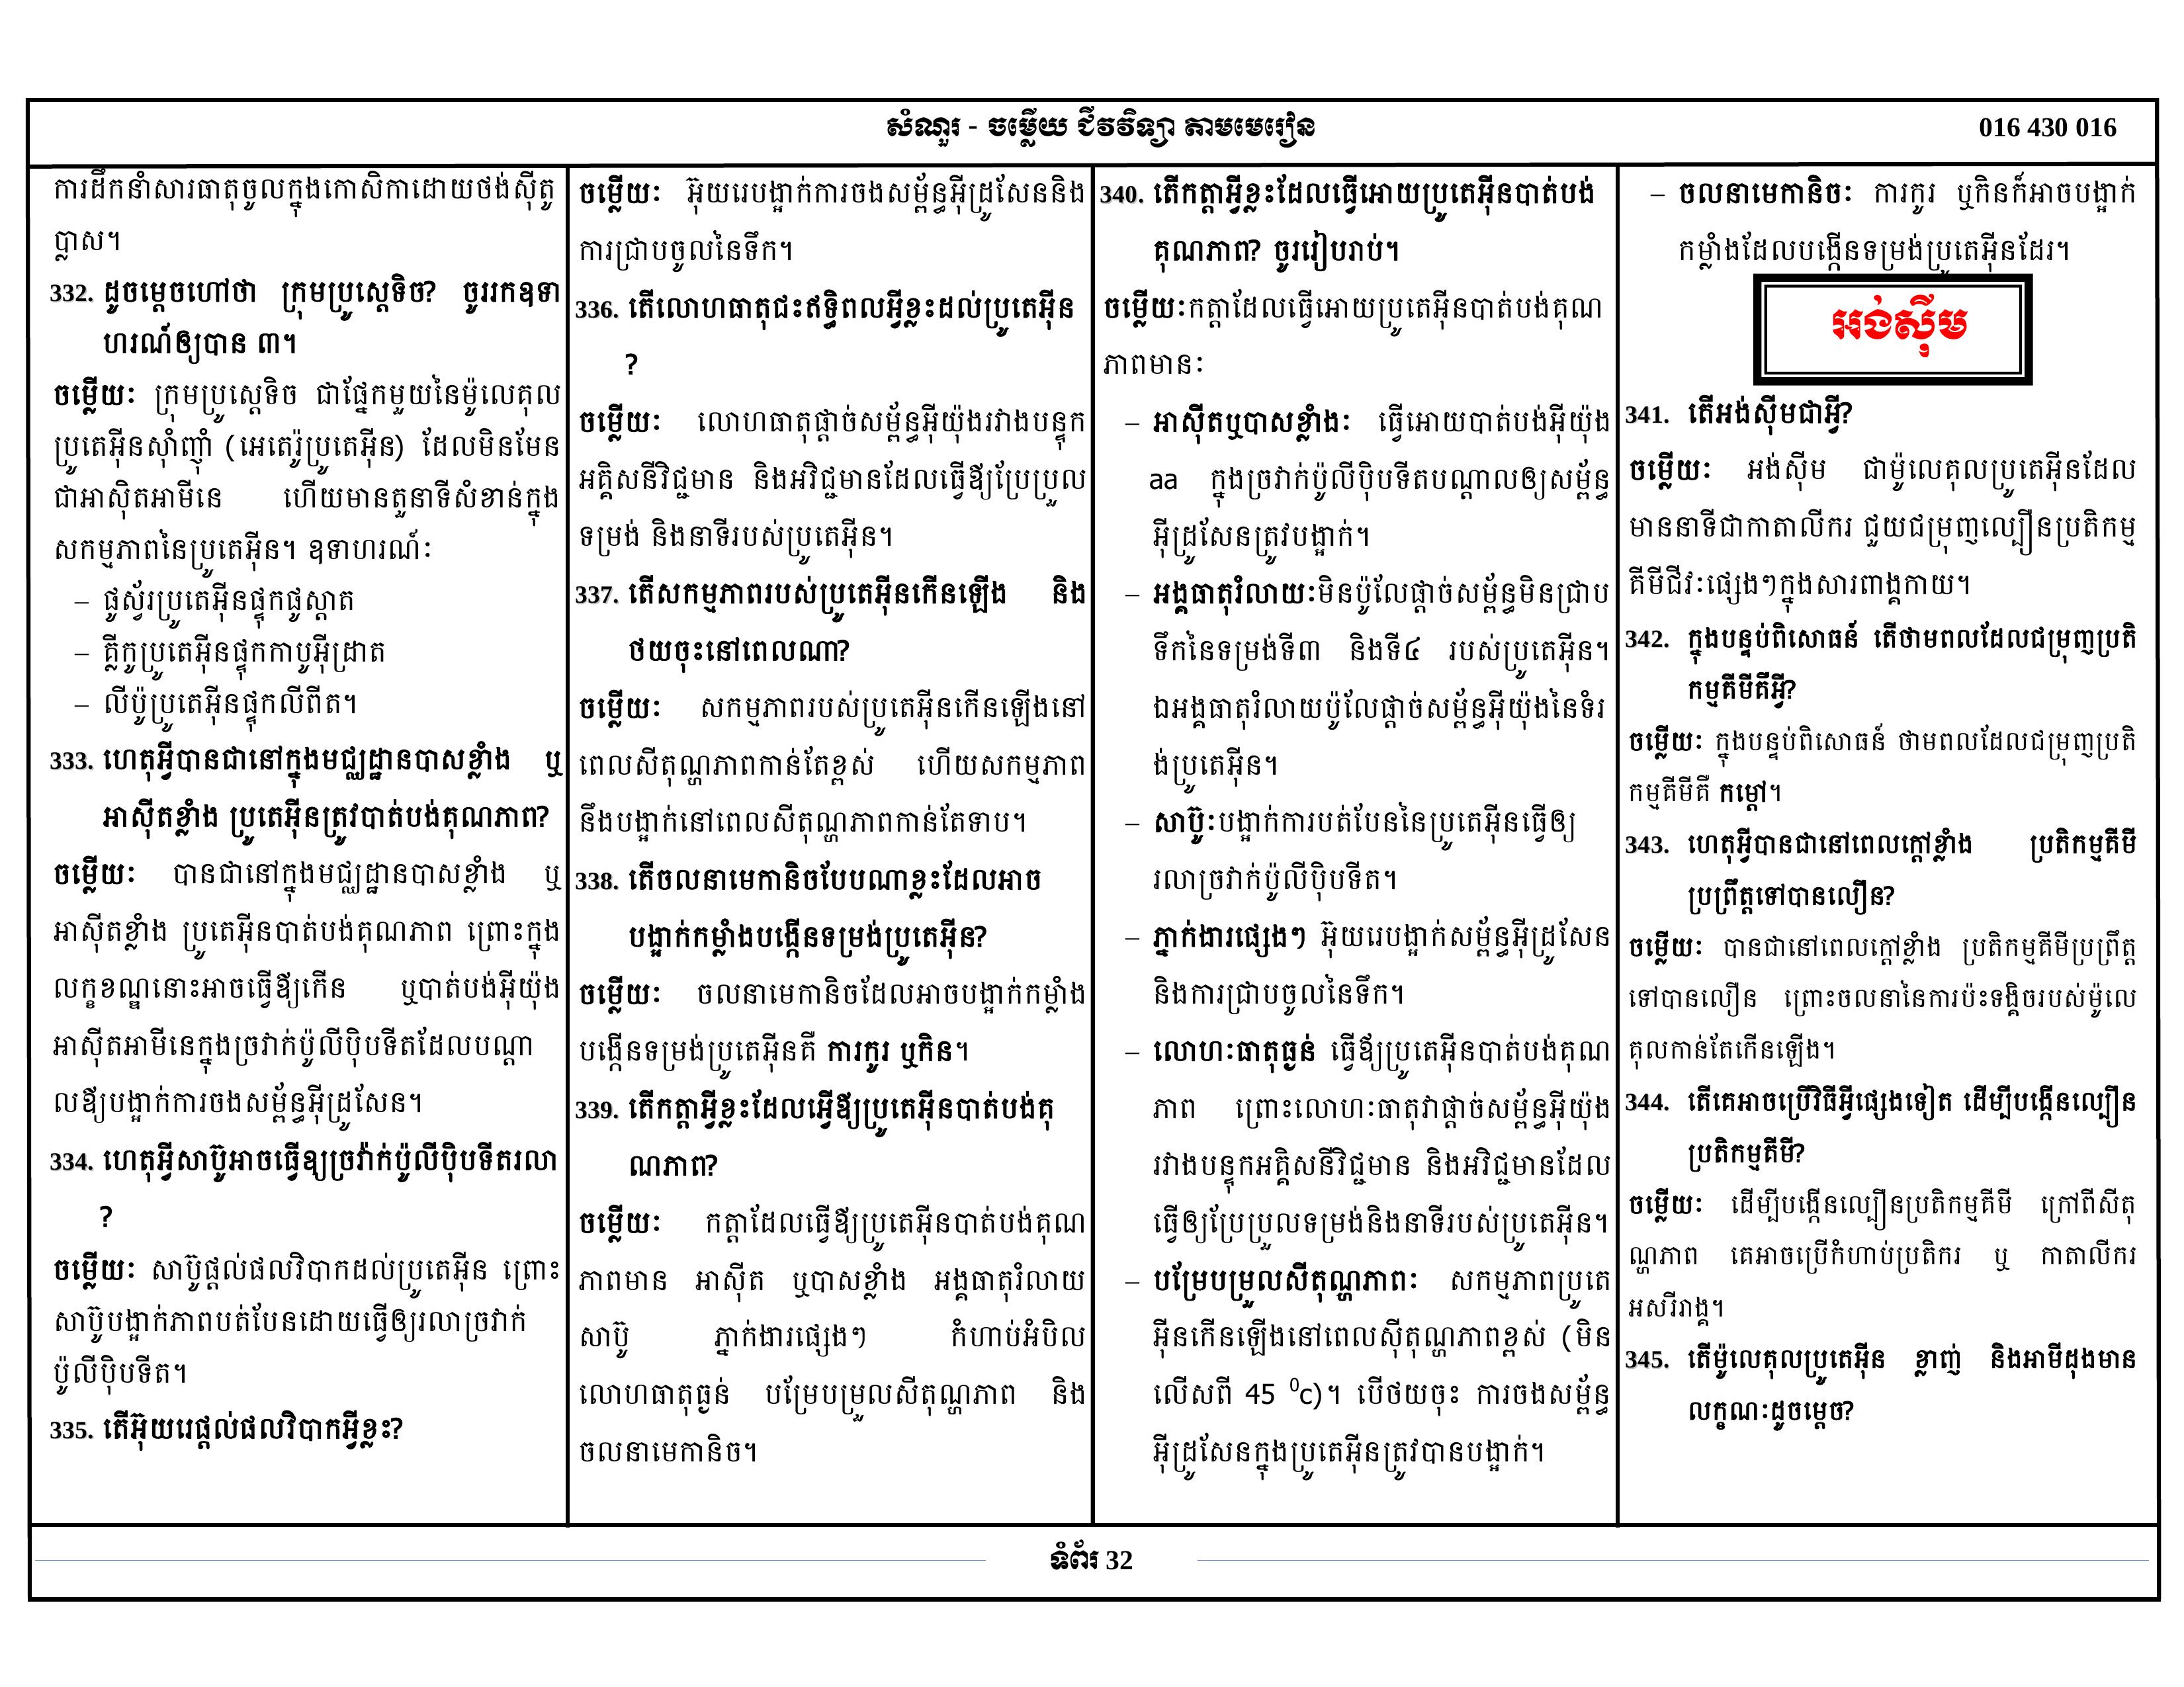 សំណួរ - ចម្លើយ ជីវវិទ្យា តាមមេរៀន
016 430 016
ការដឹកនាំសារធាតុចូលក្នុងកោសិកាដោយថង់ស៊ីតូ
ប្លាស។
332. ដូចម្ដេចហៅថា ក្រុមប្រូស្តេទិច? ចូររកឧទា
ហរណ៍ឲ្យបាន ៣។
ចម្លើយៈ ក្រុមប្រូស្តេទិច ជាផ្នែកមួយនៃម៉ូលេគុល
ប្រូតេអ៊ីនស៊ាំញ៉ាំ (អេតេរ៉ូប្រូតេអ៊ីន) ដែលមិនមែន
ជាអាស៊ិតអាមីនេ ហើយមានតួនាទីសំខាន់ក្នុង
សកម្មភាពនៃប្រូតេអ៊ីន។ ឧទាហរណ៍ៈ
– ផូស្វ័រប្រូតេអ៊ីនផ្ទុកផូស្តាត
– គ្លីកូប្រូតេអ៊ីនផ្ទុកកាបូអ៊ីដ្រាត
– លីប៉ូប្រូតេអ៊ីនផ្ទុកលីពីត។
333. ហេតុអ្វីបានជានៅក្នុងមជ្ឈដ្ឋានបាសខ្លាំង ឬ
អាស៊ីតខ្លាំង ប្រូតេអ៊ីនត្រូវបាត់បង់គុណភាព?
ចម្លើយៈ បានជានៅក្នុងមជ្ឈដ្ឋានបាសខ្លាំង ឬ
អាស៊ីតខ្លាំង ប្រូតេអ៊ីនបាត់បង់គុណភាព ព្រោះក្នុង
លក្ខខណ្ឌនោះអាចធ្វើឪ្យកើន ឬបាត់បង់អ៊ីយ៉ុង
អាស៊ីតអាមីនេក្នុងច្រវាក់ប៉ូលីប៉ិបទីតដែលបណ្តា
លឪ្យបង្អាក់ការចងសម្ព័ន្ធអ៊ីដ្រូសែន។
334. ហេតុអ្វីសាប៊ូអាចធ្វើឧ្យច្រវ៉ាក់ប៉ូលីប៉ិបទីតរលា
?
ចម្លើយៈ សាប៊ូផ្តល់ផលវិបាកដល់ប្រូតេអ៊ីន ព្រោះ
សាប៊ូបង្អាក់ភាពបត់បែនដោយធ្វើឲ្យរលាច្រវាក់
ប៉ូលីប៉ិបទីត។
335. តើអ៊ុយរេផ្តល់ផលវិបាកអ្វីខ្លះ?
ចម្លើយៈ អ៊ុយរេបង្អាក់ការចងសម្ព័ន្ធអ៊ីដ្រូសែននិង
ការជ្រាបចូលនៃទឹក។
336. តើលោហធាតុជះឥទ្ធិពលអ្វីខ្លះដល់ប្រូតេអ៊ីន
?
ចម្លើយៈ លោហធាតុផ្តាច់សម្ព័ន្ធអ៊ីយ៉ុងរវាងបន្ទុក
អគ្គិសនីវិជ្ជមាន និងអវិជ្ជមានដែលធ្វើឪ្យប្រែប្រួល
ទម្រង់ និងនាទីរបស់ប្រូតេអ៊ីន។
337. តើសកម្មភាពរបស់ប្រូតេអ៊ីនកើនឡើង និង
ថយចុះនៅពេលណា?
ចម្លើយៈ សកម្មភាពរបស់ប្រូតេអ៊ីនកើនឡើងនៅ
ពេលសីតុណ្ហភាពកាន់តែខ្ពស់ ហើយសកម្មភាព
នឹងបង្អាក់នៅពេលសីតុណ្ហភាពកាន់តែទាប។
338. តើចលនាមេកានិចបែបណាខ្លះដែលអាច
បង្អាក់កម្លាំងបង្កើនទម្រង់ប្រូតេអ៊ីន?
ចម្លើយៈ ចលនាមេកានិចដែលអាចបង្អាក់កម្លាំង
បង្កើនទម្រង់ប្រូតេអ៊ីនគឺ ការកូរ ឬកិន។
339. តើកត្តាអ្វីខ្លះដែលអ្វើឪ្យប្រូតេអ៊ីនបាត់បង់គុ
ណភាព?
ចម្លើយៈ កត្តាដែលធ្វើឪ្យប្រូតេអ៊ីនបាត់បង់គុណ
ភាពមាន អាស៊ីត ឬបាសខ្លាំង អង្គធាតុរំលាយ
សាប៊ូ ភ្នាក់ងារផ្សេងៗ កំហាប់អំបិល
លោហធាតុធ្ងន់ បម្រែបម្រួលសីតុណ្ហភាព និង
ចលនាមេកានិច។
340. តើកត្តាអ្វីខ្លះដែលធ្វើអោយប្រូតេអ៊ីនបាត់បង់
គុណភាព? ចូររៀបរាប់។
ចម្លើយៈកត្តាដែលធ្វើអោយប្រូតេអ៊ីនបាត់បង់គុណ
ភាពមានៈ
– អាស៊ីតឬបាសខ្លាំងៈ ធ្វើអោយបាត់បង់អ៊ីយ៉ុង
aa ក្នុងច្រវាក់ប៉ូលីប៉ិបទីតបណ្តាលឲ្យសម្ព័ន្ធ
អ៊ីដ្រូសែនត្រូវបង្អាក់។
– អង្គធាតុរំលាយៈមិនប៉ូលែផ្តាច់សម្ព័ន្ធមិនជ្រាប
ទឹកនៃទម្រង់ទី៣ និងទី៤ របស់ប្រូតេអ៊ីន។
ឯអង្គធាតុរំលាយប៉ូលែផ្តាច់សម្ព័ន្ធអ៊ីយ៉ុងនៃទំរ
ង់ប្រូតេអ៊ីន។
– សាប៊ូៈបង្អាក់ការបត់បែននៃប្រូតេអ៊ីនធ្វើឲ្យ
រលាច្រវាក់ប៉ូលីប៉ិបទីត។
– ភ្នាក់ងារផ្សេងៗ អ៊ុយរេបង្អាក់សម្ព័ន្ធអ៊ីដ្រូសែន
និងការជ្រាបចូលនៃទឹក។
– លោហៈធាតុធ្ងន់ ធ្វើឪ្យប្រូតេអ៊ីនបាត់បង់គុណ
ភាព ព្រោះលោហៈធាតុវាផ្តាច់សម្ព័ន្ធអ៊ីយ៉ុង
រវាងបន្ទុកអគ្គិសនីវិជ្ជមាន និងអវិជ្ជមានដែល
ធ្វើឲ្យប្រែប្រួលទម្រង់និងនាទីរបស់ប្រូតេអ៊ីន។
– បម្រែបម្រួលសីតុណ្ហភាពៈ សកម្មភាពប្រូតេ
អ៊ីនកើនឡើងនៅពេលស៊ីតុណ្ហភាពខ្ពស់ (មិន
លើសពី 45 ⁰c)។ បើថយចុះ ការចងសម្ព័ន្ធ
អ៊ីដ្រូសែនក្នុងប្រូតេអ៊ីនត្រូវបានបង្អាក់។
– ចលនាមេកានិចៈ ការកូរ ឬកិនក៏អាចបង្អាក់
កម្លាំងដែលបង្កើនទម្រង់ប្រូតេអ៊ីនដែរ។
អង់ស៊ីម
341. តើអង់ស៊ីមជាអ្វី?
ចម្លើយៈ អង់ស៊ីម ជាម៉ូលេគុលប្រូតេអ៊ីនដែល
មាននាទីជាកាតាលីករ ជួយជម្រុញល្បឿនប្រតិកម្ម
គីមីជីវៈផ្សេងៗក្នុងសារពាង្គកាយ។
342. ក្នុងបន្ទប់ពិសោធន៍ តើថាមពលដែលជម្រុញប្រតិ
កម្មគីមីគឺអ្វី?
ចម្លើយៈ ក្នុងបន្ទប់ពិសោធន៍ ថាមពលដែលជម្រុញប្រតិ
កម្មគីមីគឺ កម្តៅ។
343. ហេតុអ្វីបានជានៅពេលក្តៅខ្លាំង ប្រតិកម្មគីមី
ប្រព្រឹត្តទៅបានលឿន?
ចម្លើយៈ បានជានៅពេលក្តៅខ្លាំង ប្រតិកម្មគីមីប្រព្រឹត្ត
ទៅបានលឿន ព្រោះចលនានៃការប៉ះទង្គិចរបស់ម៉ូលេ
គុលកាន់តែកើនឡើង។
344. តើគេអាចប្រើវិធីអ្វីផ្សេងទៀត ដើម្បីបង្កើនល្បឿន
ប្រតិកម្មគីមី?
ចម្លើយៈ ដើម្បីបង្កើនល្បឿនប្រតិកម្មគីមី ក្រៅពីសីតុ
ណ្ហភាព គេអាចប្រើកំហាប់ប្រតិករ ឬ កាតាលីករ
អសរីរាង្គ។
345. តើម៉ូលេគុលប្រូតេអ៊ីន ខ្លាញ់ និងអាមីដុងមាន
លក្ខណៈដូចម្តេច?
ទំព័រ 32